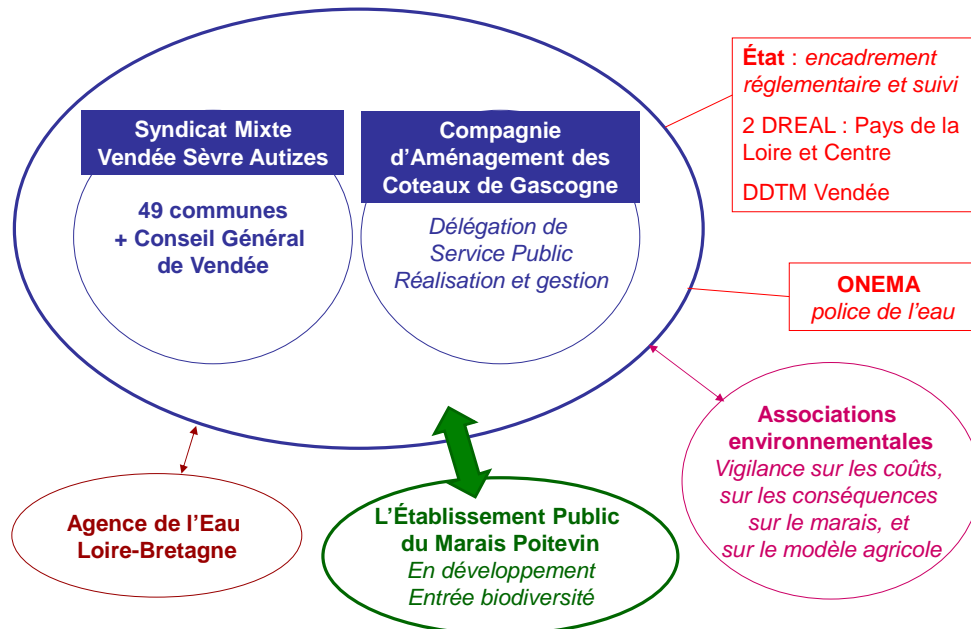 État : encadrement
réglementaire et suivi
2 DREAL : Pays de la
Loire et Centre
DDTM Vendée
Syndicat Mixte
Vendée Sèvre Autizes
49 communes
+ Conseil Général
de Vendée
Compagnie
d’Aménagement des
Coteaux de Gascogne
Délégation de
Service Public
Réalisation et gestion
ONEMA
police de l’eau
Associations
environnementales
Vigilance sur les coûts,
sur les conséquences
sur le marais, et
sur le modèle agricole
Agence de l’Eau
Loire-Bretagne
L’Établissement Public
du Marais Poitevin
En développement
Entrée biodiversité